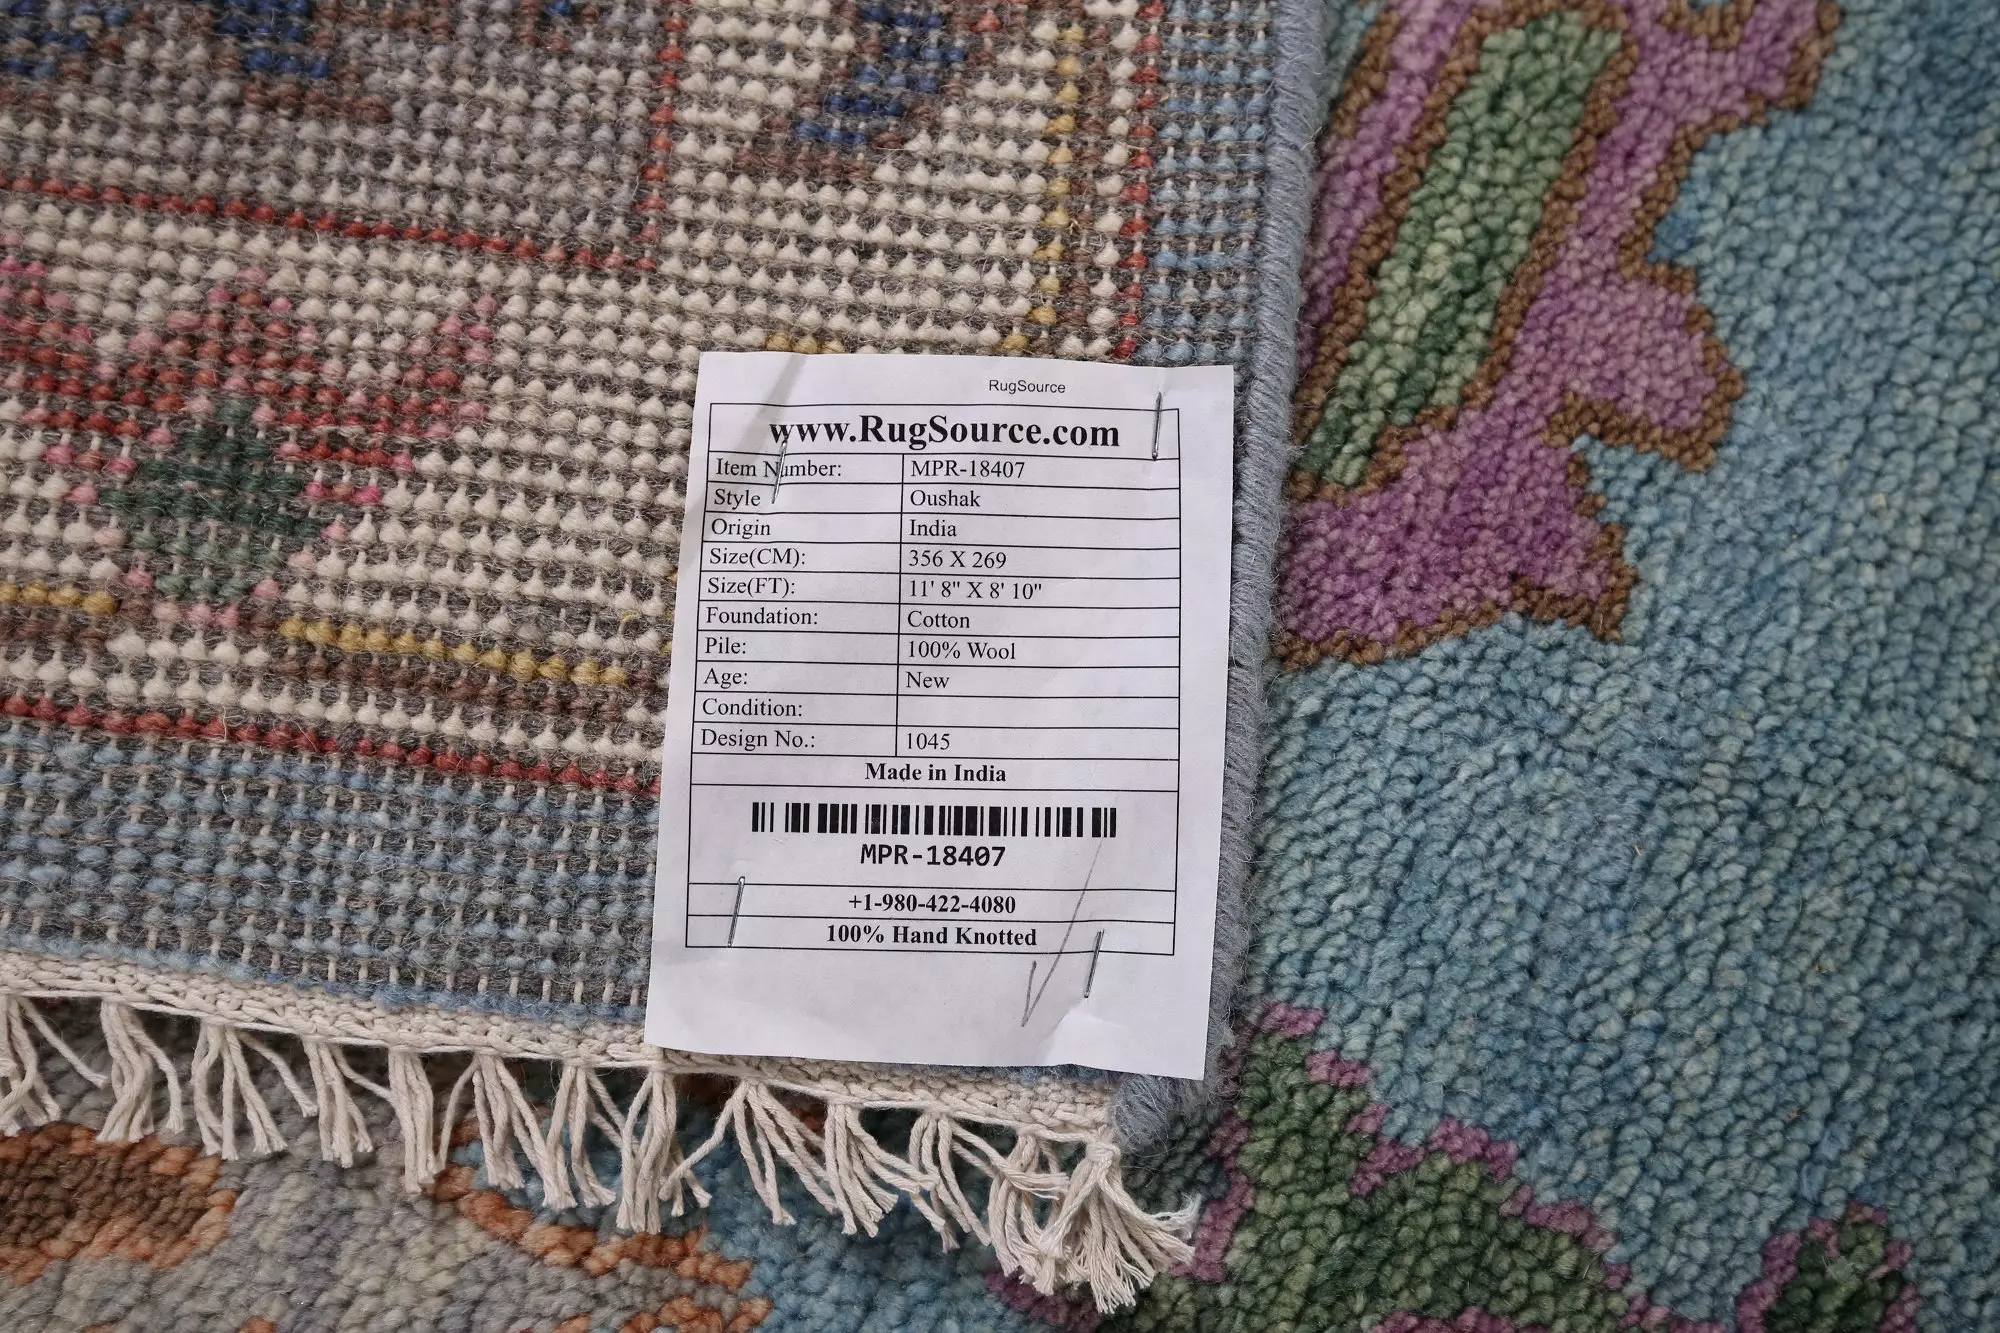 RugSource
www.RugSource.com
Item Number: MPR-18407
Style Oushak
Origin India
Size(CM): 356 X 269
Size(FT): 11' 8" X 8' 10"
Foundation: Cotton
Pile: 100% Wool
Age: New
Condition:
Design No.: 1045
Made in India
MPR-18407
+1-980-422-4080
100% Hand Knotted